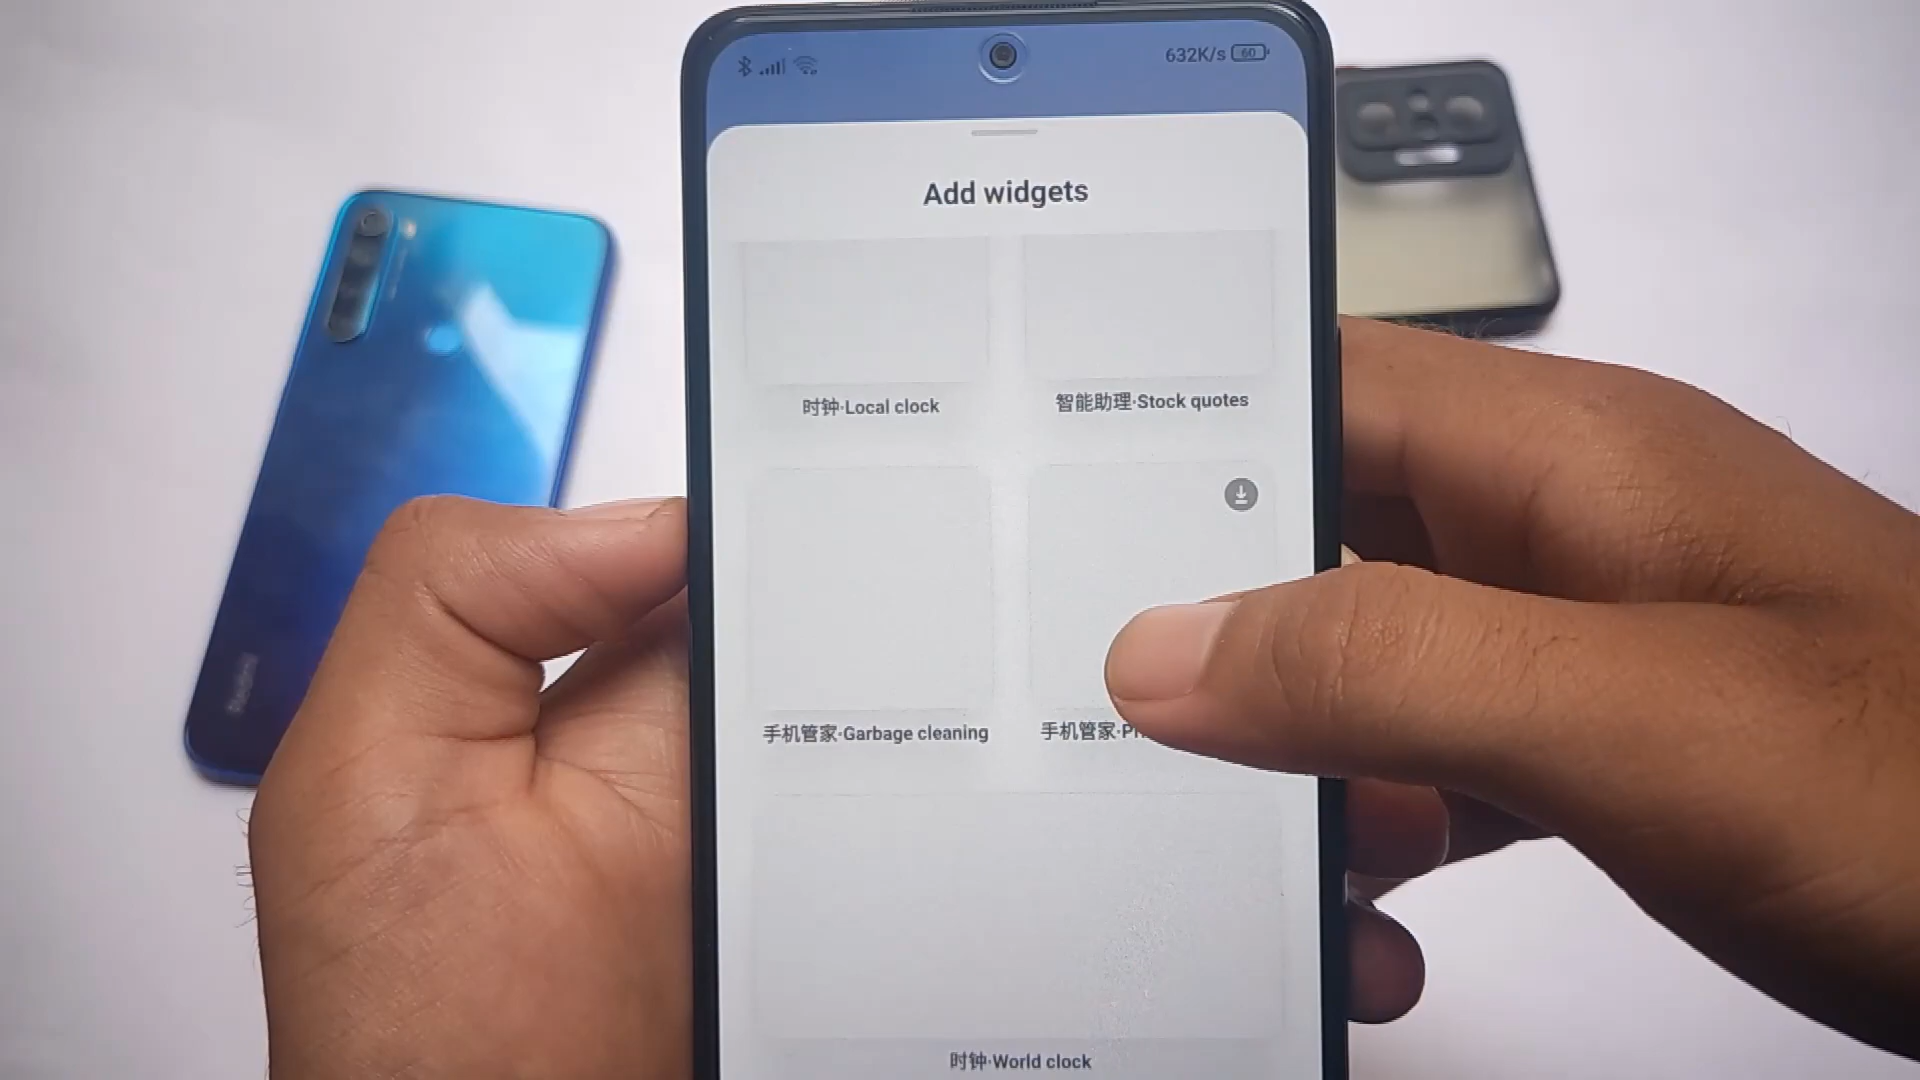 632K/s 60
Add widgets
时钟·Local clock
智能助理·Stock quotes
手机管家·Garbage cleaning
手机管家
时钟·World clock